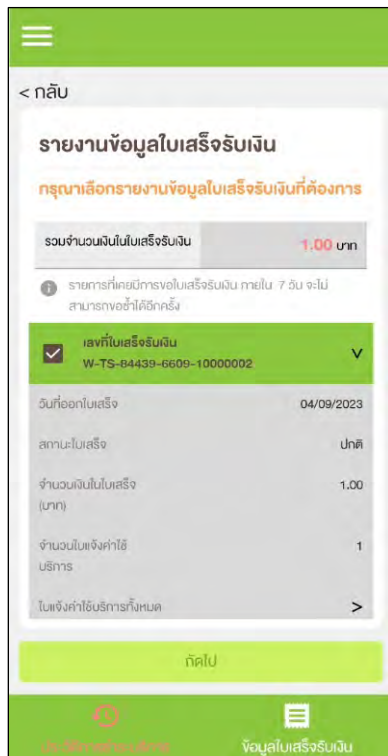 < กลับ
รายงานข้อมูลใบเสร็จรับเงิน
กรุณาเลือกรายงานข้อมูลใบเสร็จรับเงินที่ต้องการ
รวมจำนวนเงินในใบเสร็จรับเงิน 1.00 บาท
รายการที่เคยมีการขอใบเสร็จรับเงิน ภายใน 7 วัน จะไม่
สามารถขอซ้ำได้อีกครั้ง
เลขที่ใบเสร็จรับเงิน
W-TS-84439-6609-10000002
วันที่ออกใบเสร็จ 04/09/2023
สถานะใบเสร็จ ปกติ
จำนวนเงินในใบเสร็จ 1.00
(บาท)
จำนวนใบแจ้งค่าใช้ 1
บริการ
ใบแจ้งค่าใช้บริการทั้งหมด >
ถัดไป
ข้อมูลใบเสร็จรับเงิน